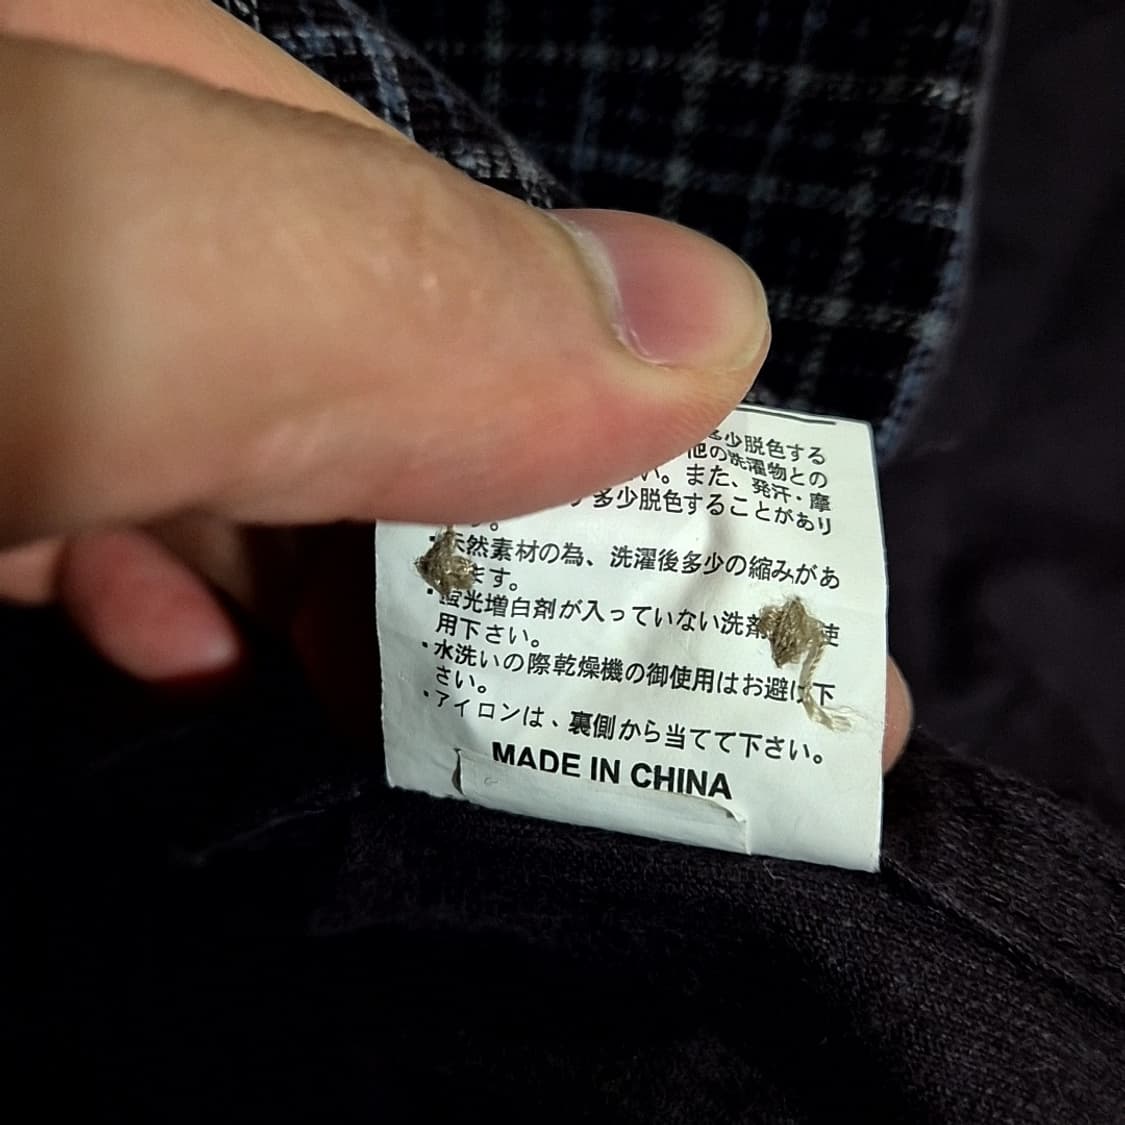 多少脱色する
他の洗濯物との
い。また、発汗・摩
多少脱色することがあり
す。
天然素材の為、洗濯後多少の縮みがあ
ます。
・蛍光増白剤が入っていない洗剤 使
用下さい。
・水洗いの際乾燥機の御使用はお避け下
さい。
・アイロンは、裏側から当てて下さい。
MADE IN CHINA